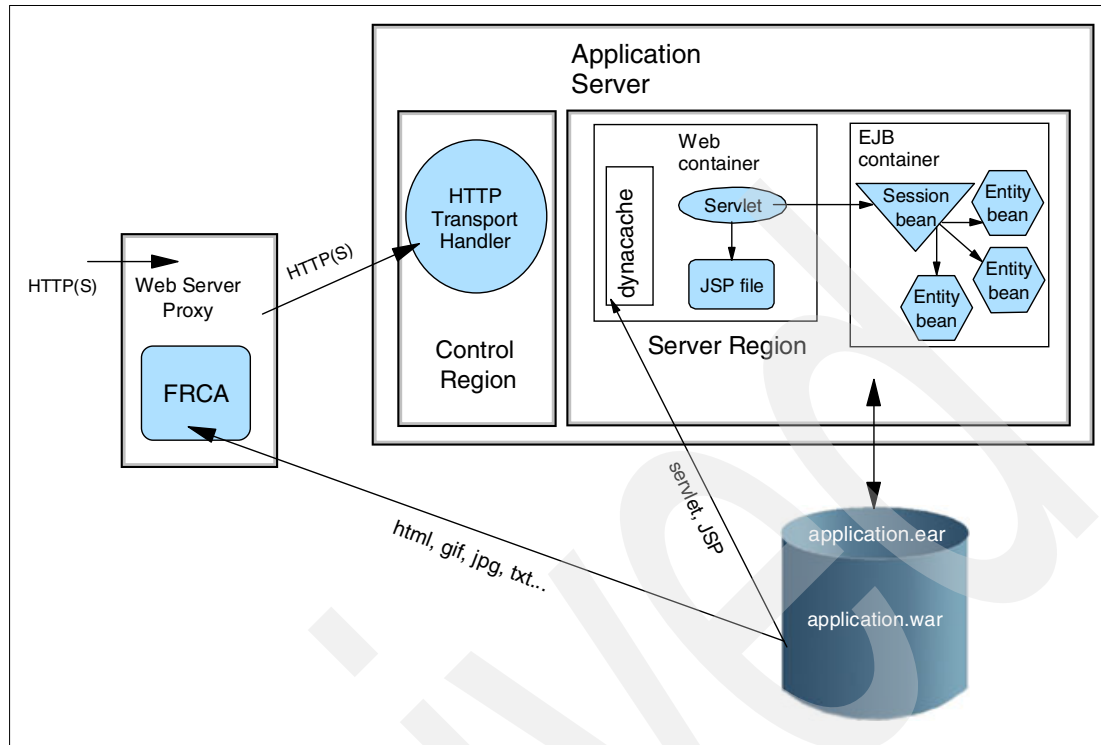 Application
Server
Web
container
EJB
container
dynacache
Servlet
JSP file
Session
bean
Entity
bean
Entity
bean
Entity
bean
Server Region
HTTP
Transport
Handler
Control
Region
HTTP(S)
HTTP(S)
Web Server
Proxy
FRCA
html, gif, jpg, txt...
servlet, JSP
application.ear
application.war